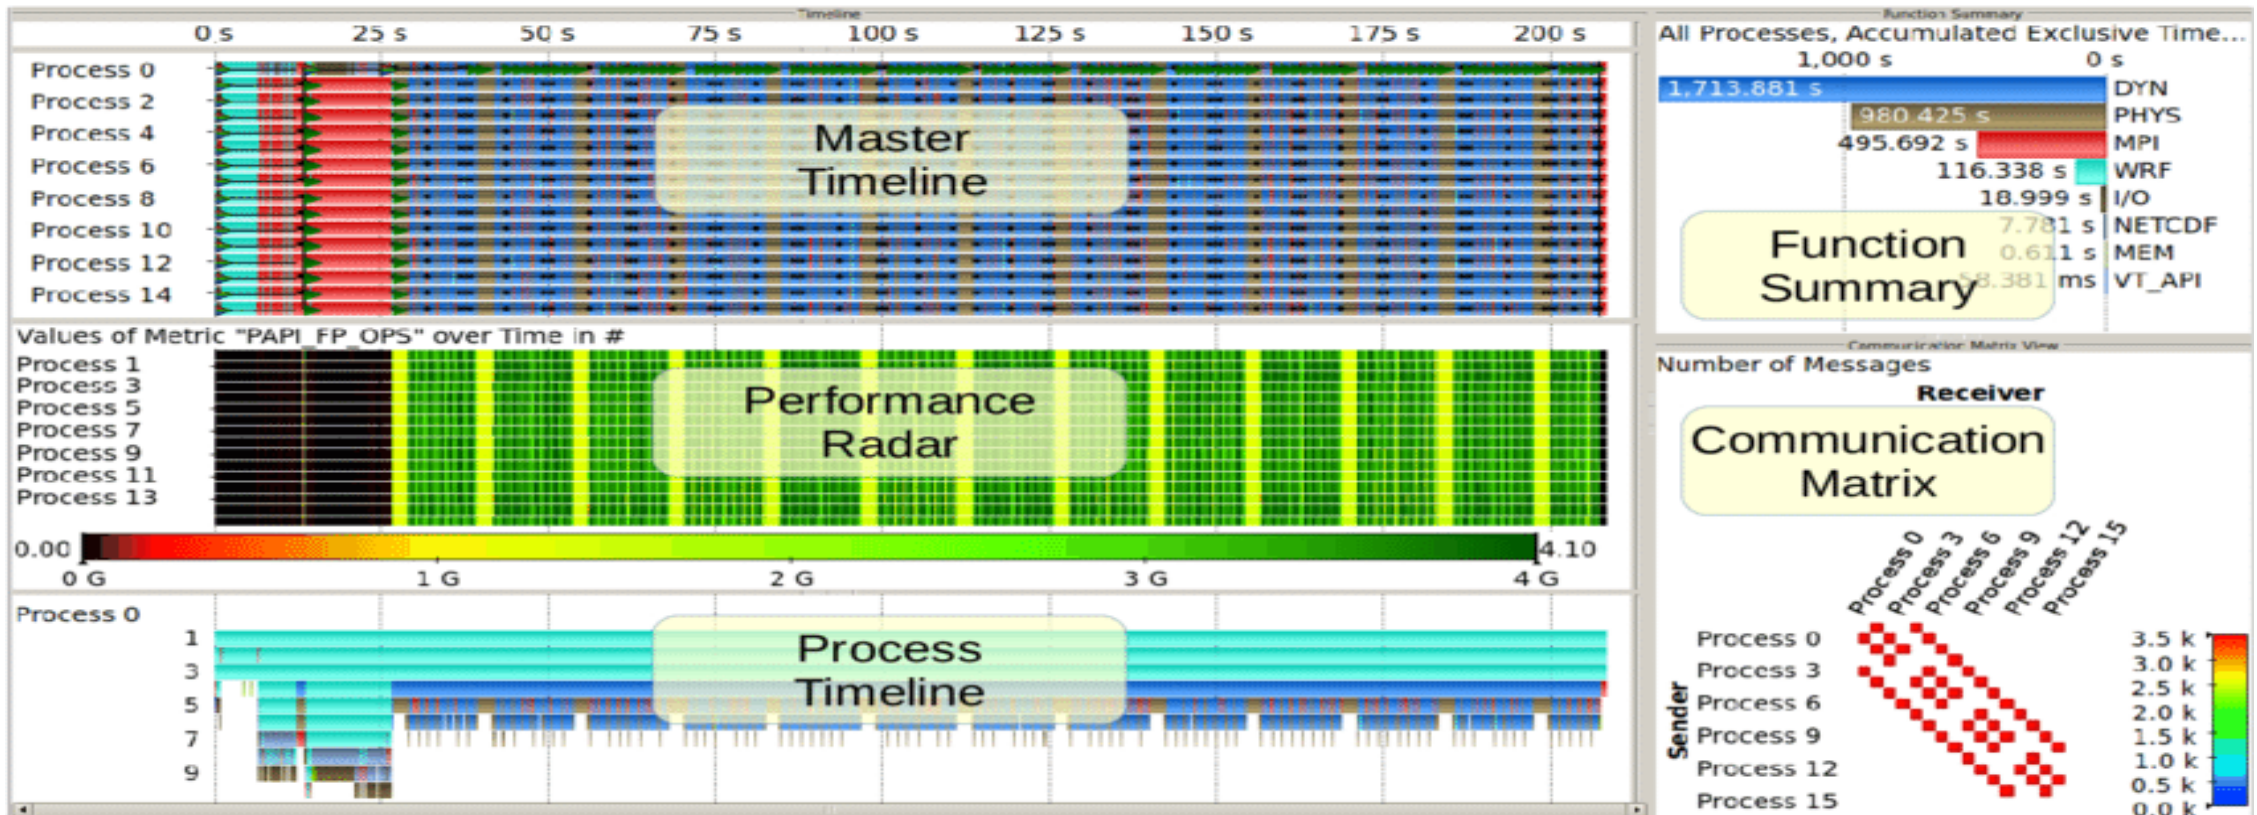 Timeline
0 s 25 s 50 s 75 s 100 s 125 s 150 s 175 s 200 s
Process 0
Process 2
Process 4
Process 6
Process 8
Process 10
Process 12
Process 14
Master
Timeline
Values of Metric "PAPI_FP_OPS" over Time in #
Process 1
Process 3
Process 5
Process 7
Process 9
Process 11
Process 13
Performance
Radar
0.00 4.10
0 G 1 G 2 G 3 G 4 G
Process 0
1
3
5
7
9
Process
Timeline
Function Summary
All Processes, Accumulated Exclusive Time...
1,000 s 0 s
1,713.881 s DYN
980.425 s PHYS
495.692 s MPI
116.338 s WRF
18.999 s I/O
7.781 s NETCDF
0.611 s MEM
58.381 ms VT_API
Function
Summary
Communication Matrix View
Number of Messages
Receiver
Communication
Matrix
Process 0
Process 3
Process 6
Process 9
Process 12
Process 15
Sender
Process 0
Process 3
Process 6
Process 9
Process 12
Process 15
3.5 k
3.0 k
2.5 k
2.0 k
1.5 k
1.0 k
0.5 k
0.0 k